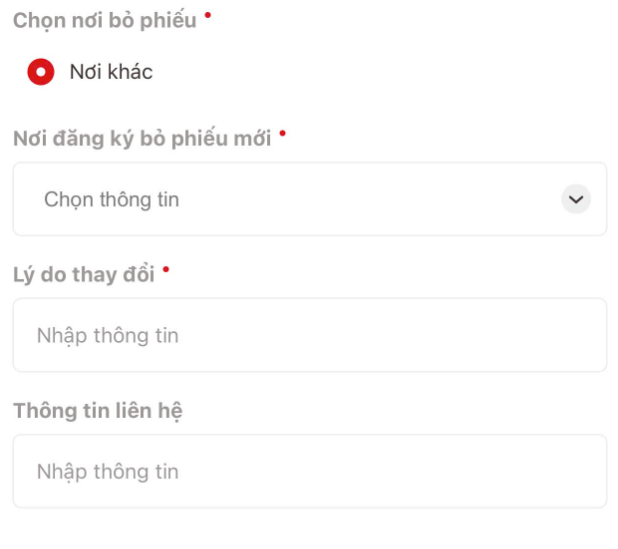 Chọn nơi bỏ phiếu •
Nơi khác
Nơi đăng ký bỏ phiếu mới •
Chọn thông tin
Lý do thay đổi •
Nhập thông tin
Thông tin liên hệ
Nhập thông tin